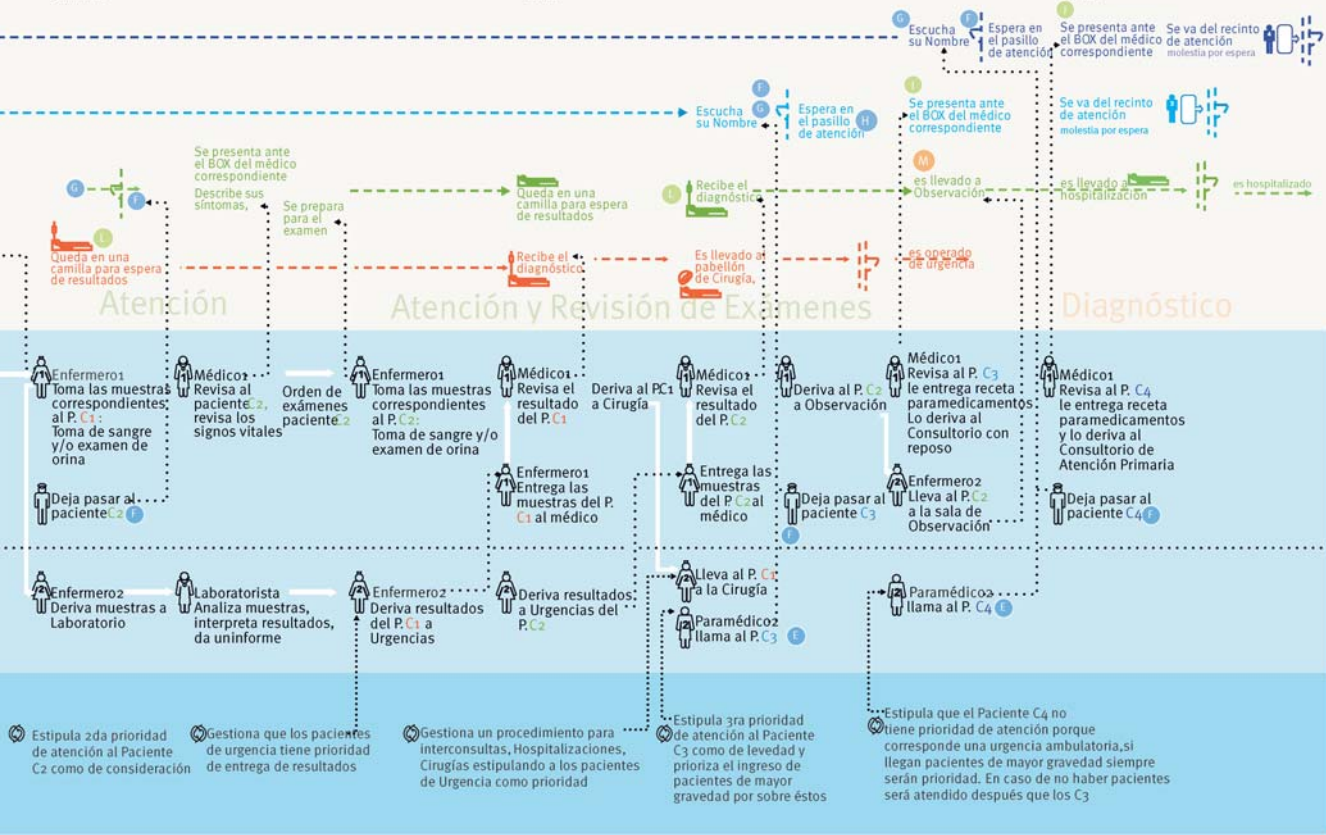 G
Escucha
su Nombre
F
Espera en
el pasillo
de atención
J
Se presenta ante
el BOX del médico
correspondiente
Se va del recinto
de atención
molestia por espera
Escucha
su Nombre
F
G
Espera en
el pasillo
de atención
H
Se presenta ante
el BOX del médico
correspondiente
Se va del recinto
de atención
molestia por espera
G
F
Se presenta ante
el BOX del médico
correspondiente
Describe sus
síntomas,
Se prepara
para el
examen
Queda en una
camilla para espera
de resultados
L
Recibe el
diagnóstico
M
es llevado a
Observación
es llevado a
hospitalización
es hospitalizado
L
Queda en una
camilla para espera
de resultados
Recibe el
diagnóstico
Es llevado al
pabellón
de Cirugía,
es operado
de urgencia
Atención
Atención y Revisión de Exámenes
Diagnóstico
1
Enfermero1
Toma las muestras
correspondientes
al P. C1 :
Toma de sangre
y/o examen de
orina
1
Médico1
Revisa al
paciente C2,
revisa los
signos vitales
Orden de
exámenes
paciente C2
1
Enfermero1
Toma las muestras
correspondientes
al P. C2:
Toma de sangre y/o
examen de orina
1
Médico1
Revisa el
resultado
del P. C1
Deriva al P.C1
a Cirugía
1
Médico1
Revisa el
resultado
del P.C2
1
Deriva al P. C2
a Observación
1
Médico1
Revisa al P. C3
le entrega receta
paramedicamentos
Lo deriva al
Consultorio con
reposo
1
Médico1
Revisa al P. C4
le entrega receta
paramedicamentos
y lo deriva al
Consultorio de
Atención Primaria
Deja pasar al
paciente C2 F
1
Enfermero1
Entrega las
muestras del P.
C1 al médico
1
Entrega las
muestras
del P. C2 al
médico
Deja pasar al
paciente C3
F
2
Enfermero2
Lleva al P. C2
a la sala de
Observación
Deja pasar al
paciente C4 F
2
Enfermero2
Deriva muestras a
Laboratorio
Laboratorista
Analiza muestras,
interpreta resultados,
da uninforme
2
Enfermero2
Deriva resultados
del P. C1 a
Urgencias
2
Deriva resultados
a Urgencias del
P.C2
2
Lleva al P. C1
a la Cirugía
2
Paramédico2
llama al P. C3 E
2
Paramédico2
llama al P. C4 E
Estipula 2da prioridad
de atención al Paciente
C2 como de consideración
Gestiona que los pacientes
de urgencia tiene prioridad
de entrega de resultados
Gestiona un procedimiento para
interconsultas, Hospitalizaciones,
Cirugías estipulando a los pacientes
de Urgencia como prioridad
Estipula 3ra prioridad
de atención al Paciente
C3 como de levedad y
prioriza el ingreso de
pacientes de mayor
gravedad por sobre éstos
Estipula que el Paciente C4 no
tiene prioridad de atención porque
corresponde una urgencia ambulatoria,si
llegan pacientes de mayor gravedad siempre
serán prioridad. En caso de no haber pacientes
será atendido después que los C3